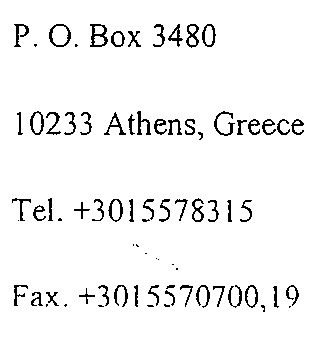 P. O. Box 3480
10233 Athens, Greece
Tel. +3015578315
Fax. +3015570700,19